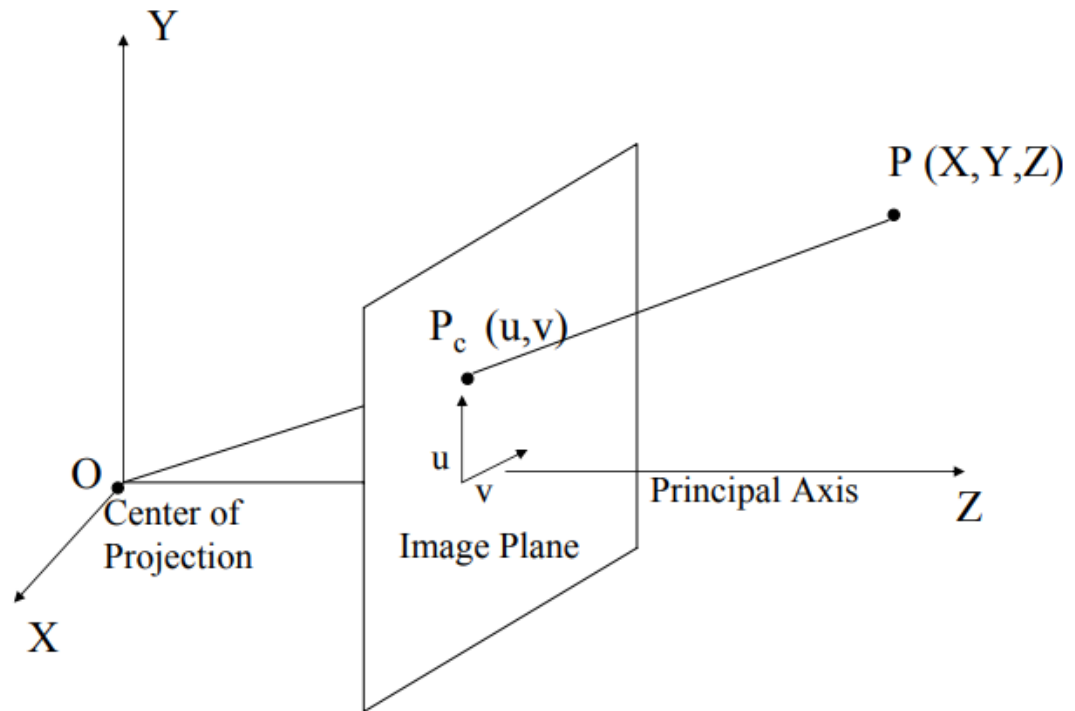 Y
P (X,Y,Z)
Pc (u,v)
O
u
v
Principal Axis
Z
Center of
Projection
Image Plane
X